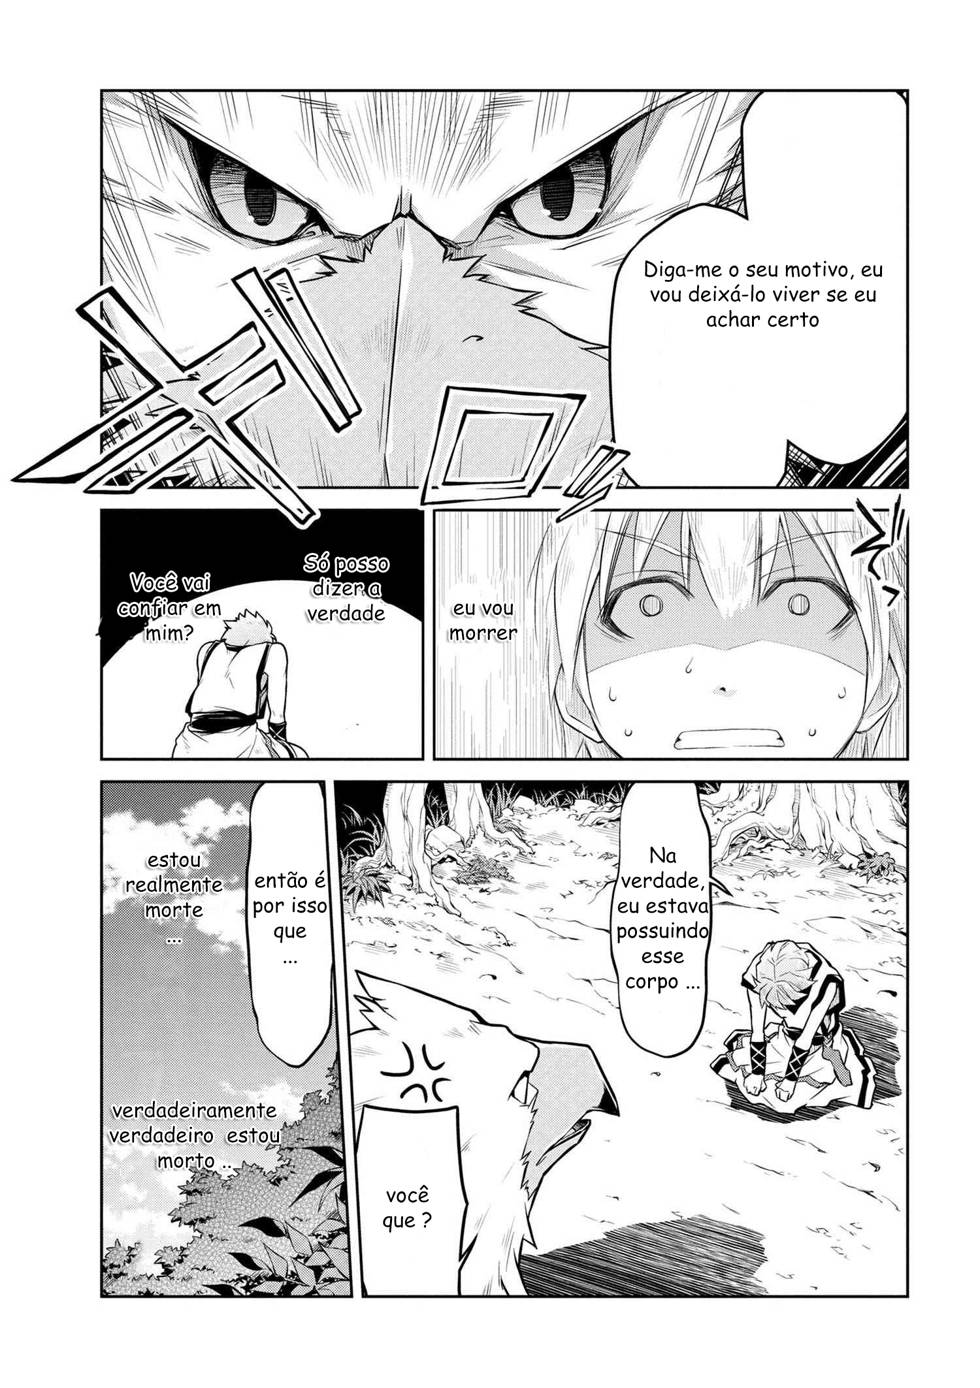 Diga-me o seu motivo, eu
vou deixá-lo viver se eu
achar certo
ギロ
eu vou
morrer
Só posso
dizer a
verdade
Você vai
confiar em
mim?
Na
verdade,
eu estava
possuindo
esse
corpo ...
você
que ?
então é
por isso
que
...
estou
realmente
morte
...
verdadeiramente
verdadeiro estou
morto ..